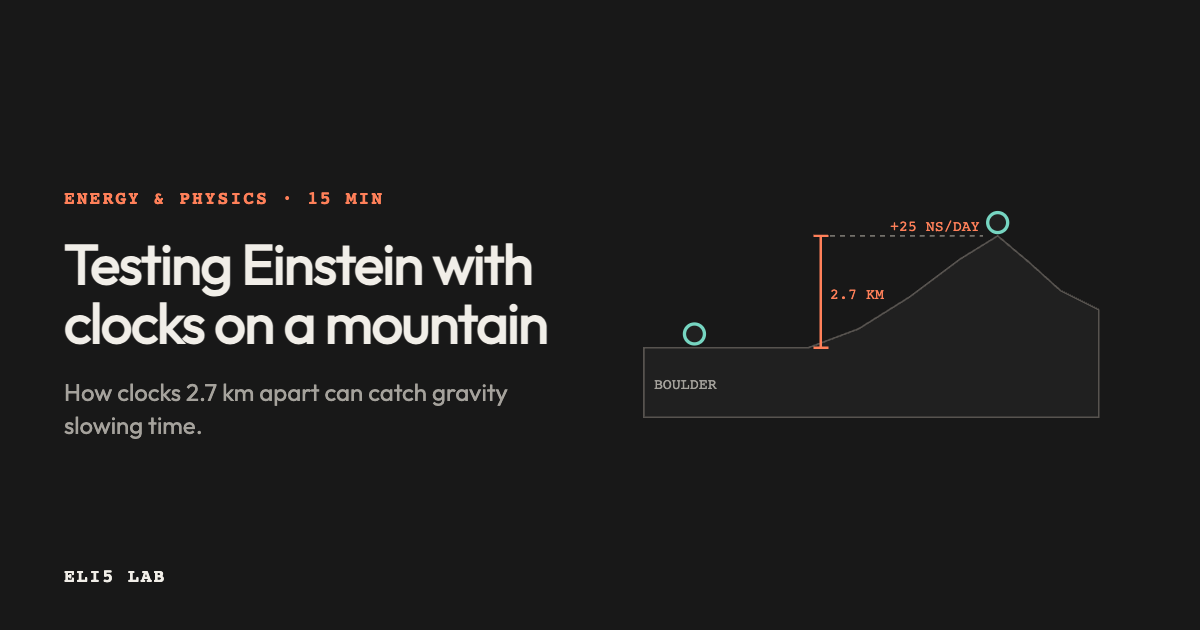 ENERGY & PHYSICS · 15 MIN
Testing Einstein with
clocks on a mountain
How clocks 2.7 km apart can catch gravity
slowing time.
+25 NS/DAY
2.7 KM
BOULDER
ELI5 LAB